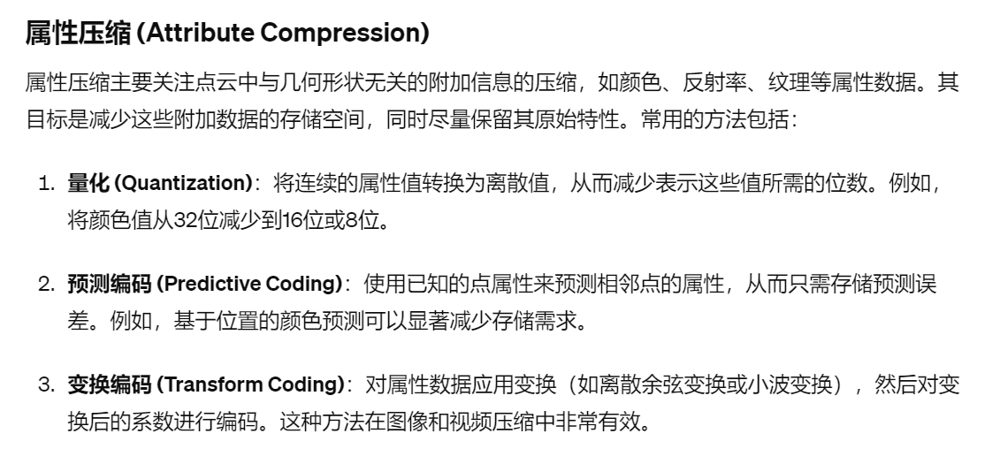 属性压缩 (Attribute Compression)
属性压缩主要关注点云中与几何形状无关的附加信息的压缩，如颜色、反射率、纹理等属性数据。其
目标是减少这些附加数据的存储空间，同时尽量保留其原始特性。常用的方法包括：
1. 量化 (Quantization)：将连续的属性值转换为离散值，从而减少表示这些值所需的位数。例如，
将颜色值从32位减少到16位或8位。
2. 预测编码 (Predictive Coding)：使用已知的点属性来预测相邻点的属性，从而只需存储预测误
差。例如，基于位置的颜色预测可以显著减少存储需求。
3. 变换编码 (Transform Coding)：对属性数据应用变换（如离散余弦变换或小波变换），然后对变
换后的系数进行编码。这种方法在图像和视频压缩中非常有效。